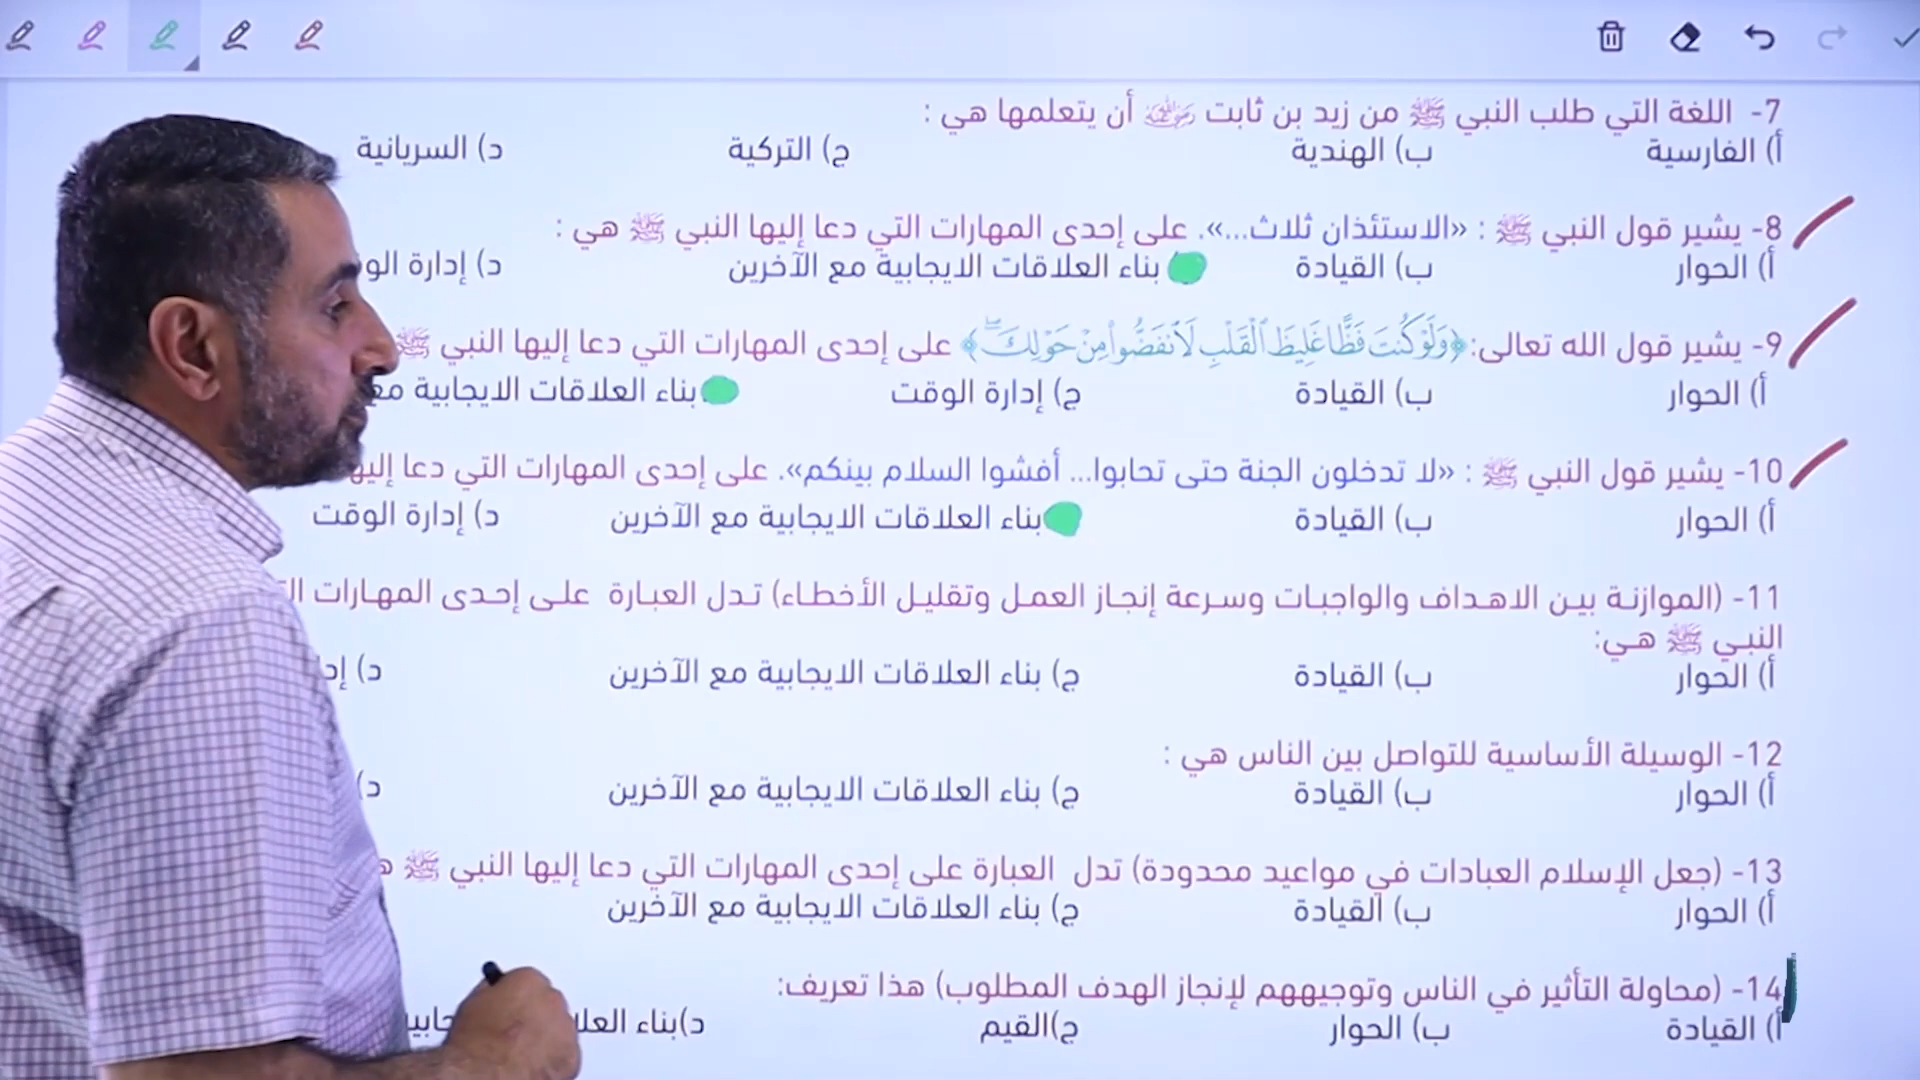 7- اللغة التي طلب النبي ﷺ من زيد بن ثابت أن يتعلمها هي :
أ) الفارسية ب) الهندية ج) التركية د) السريانية
8- يشير قول النبي ﷺ : «الاستئذان ثلاث...». على إحدى المهارات التي دعا إليها النبي ﷺ هي :
أ) الحوار ب) القيادة بناء العلاقات الايجابية مع الآخرين د) إدارة
9- يشير قول الله تعالى: ﴿وَلَوْ كُنتَ فَظًّا غَلِيظَ ٱلْقَلْبِ لَٱنفَضُّوا۟ مِنْ حَوْلِكَ ۖ﴾ على إحدى المهارات التي دعا إليها النبي ﷺ
أ) الحوار ب) القيادة ج) إدارة الوقت بناء العلاقات الايجابية مع
10- يشير قول النبي ﷺ : «لا تدخلون الجنة حتى تحابوا... أفشوا السلام بينكم». على إحدى المهارات التي دعا
أ) الحوار ب) القيادة بناء العلاقات الايجابية مع الآخرين د) إدارة الوقت
11- (الموازنة بين الاهداف والواجبات وسرعة إنجاز العمل وتقليل الأخطاء) تدل العبارة على إحدى المهارات
النبي ﷺ هي:
أ) الحوار ب) القيادة ج) بناء العلاقات الايجابية مع الآخرين د)
12- الوسيلة الأساسية للتواصل بين الناس هي :
أ) الحوار ب) القيادة ج) بناء العلاقات الايجابية مع الآخرين د)
13- (جعل الإسلام العبادات في مواعيد محدودة) تدل العبارة على إحدى المهارات التي دعا إليها النبي ﷺ
أ) الحوار ب) القيادة ج) بناء العلاقات الايجابية مع الآخرين
14- (محاولة التأثير في الناس وتوجيههم لإنجاز الهدف المطلوب) هذا تعريف:
أ) القيادة ب) الحوار ج)القيم د)بناء